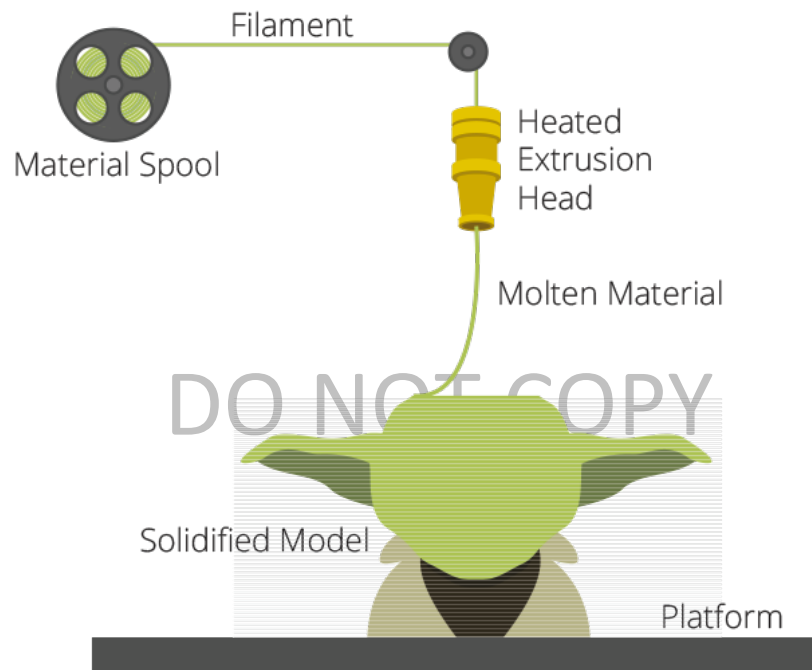 Filament
Material Spool
Heated
Extrusion
Head
Molten Material
DO NOT COPY
Solidified Model
Platform